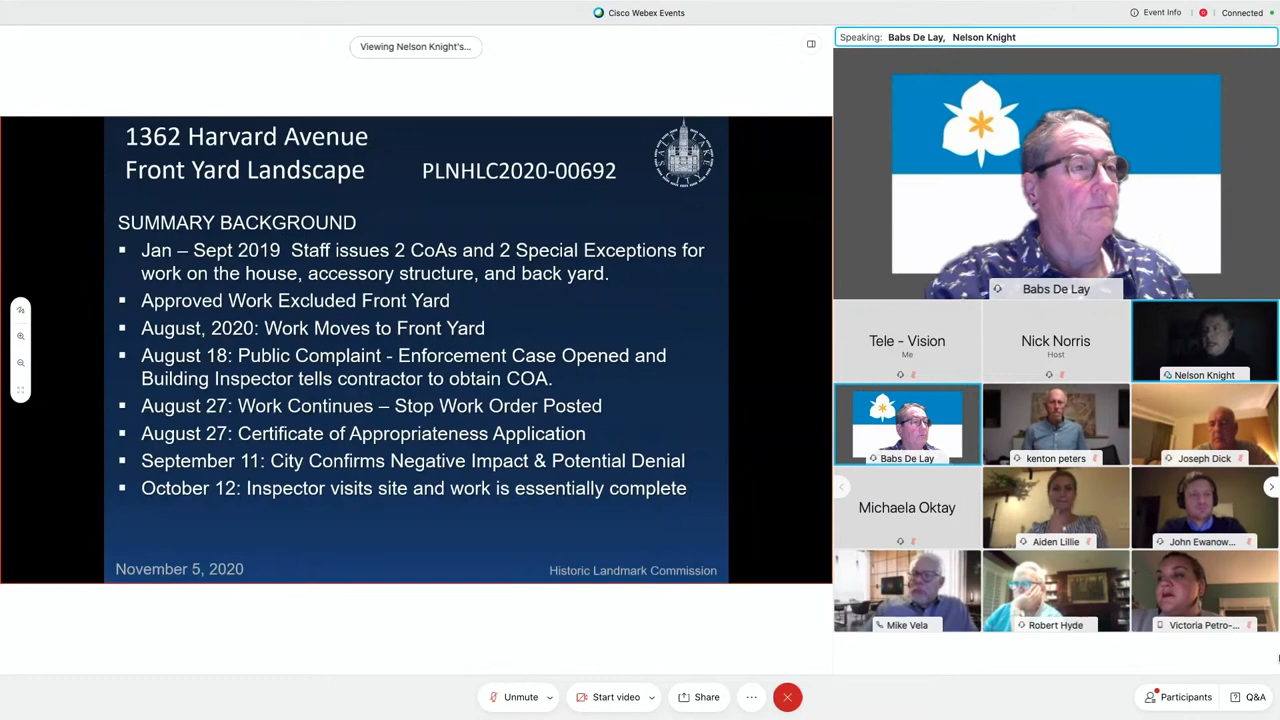 Cisco Webex Events
Event Info
Connected
Viewing Nelson Knight's...
Speaking: Babs De Lay, Nelson Knight
1362 Harvard Avenue
Front Yard Landscape PLNHLC2020-00692
SUMMARY BACKGROUND
▪ Jan – Sept 2019 Staff issues 2 CoAs and 2 Special Exceptions for
work on the house, accessory structure, and back yard.
▪ Approved Work Excluded Front Yard
▪ August, 2020: Work Moves to Front Yard
▪ August 18: Public Complaint - Enforcement Case Opened and
Building Inspector tells contractor to obtain COA.
▪ August 27: Work Continues – Stop Work Order Posted
▪ August 27: Certificate of Appropriateness Application
▪ September 11: City Confirms Negative Impact & Potential Denial
▪ October 12: Inspector visits site and work is essentially complete
November 5, 2020
Historic Landmark Commission
Babs De Lay
Tele - Vision
Me
Nick Norris
Host
Nelson Knight
Babs De Lay
kenton peters
Joseph Dick
Michaela Oktay
Aiden Lillie
John Ewanow...
Mike Vela
Robert Hyde
Victoria Petro-...
Unmute
Start video
Share
Participants
Q&A